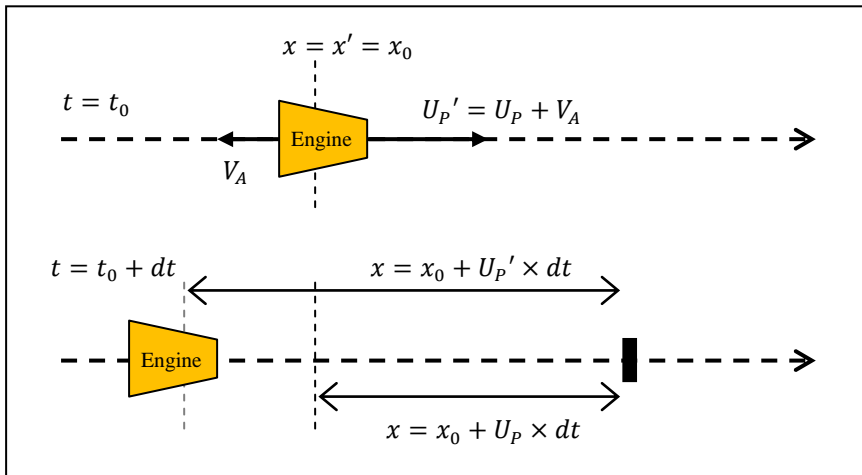 x = x' = x₀
t = t₀
U_P' = U_P + V_A
Engine
V_A
t = t₀ + dt
x = x₀ + U_P' × dt
Engine
x = x₀ + U_P × dt